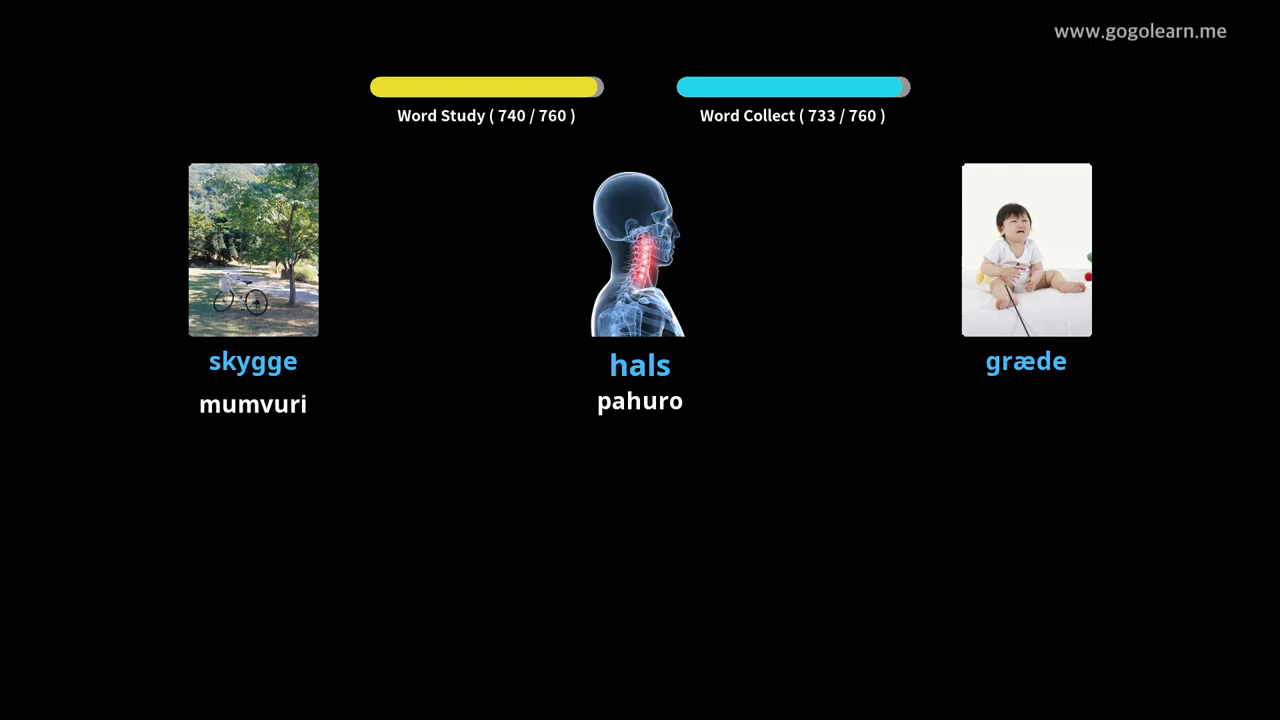 www.gogolearn.me
Word Study ( 740 / 760 )
Word Collect ( 733 / 760 )
skygge
hals
græde
mumvuri
pahuro